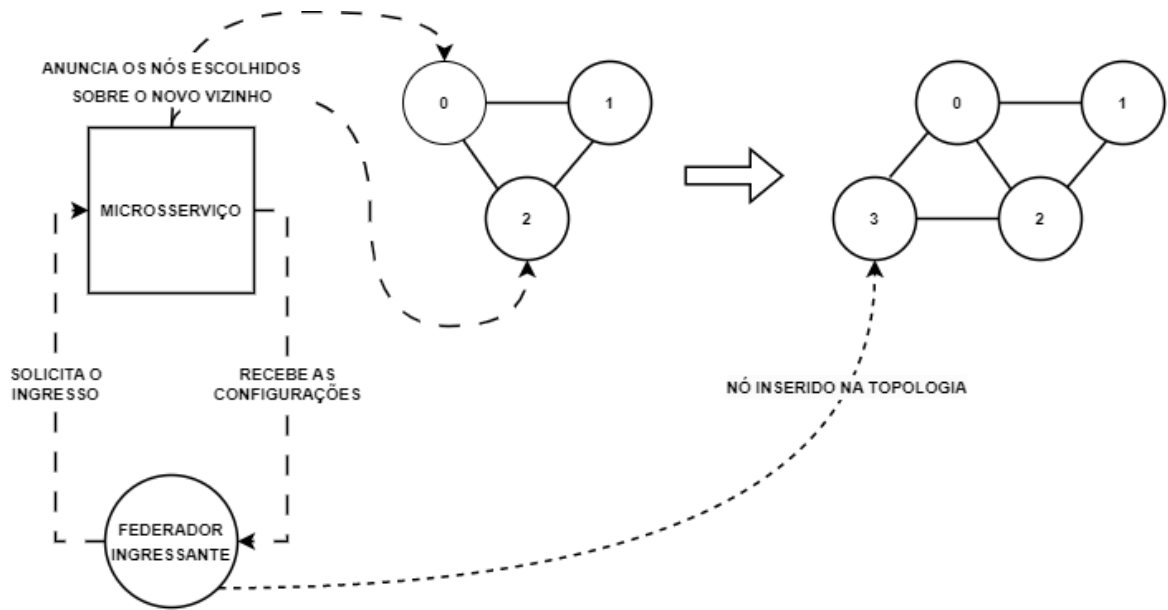 ANUNCIA OS NÓS ESCOLHIDOS
SOBRE O NOVO VIZINHO
0
1
2
0
1
3
2
MICROSSERVIÇO
SOLICITA O
INGRESSO
RECEBE AS
CONFIGURAÇÕES
NÓ INSERIDO NA TOPOLOGIA
FEDERADOR
INGRESSANTE